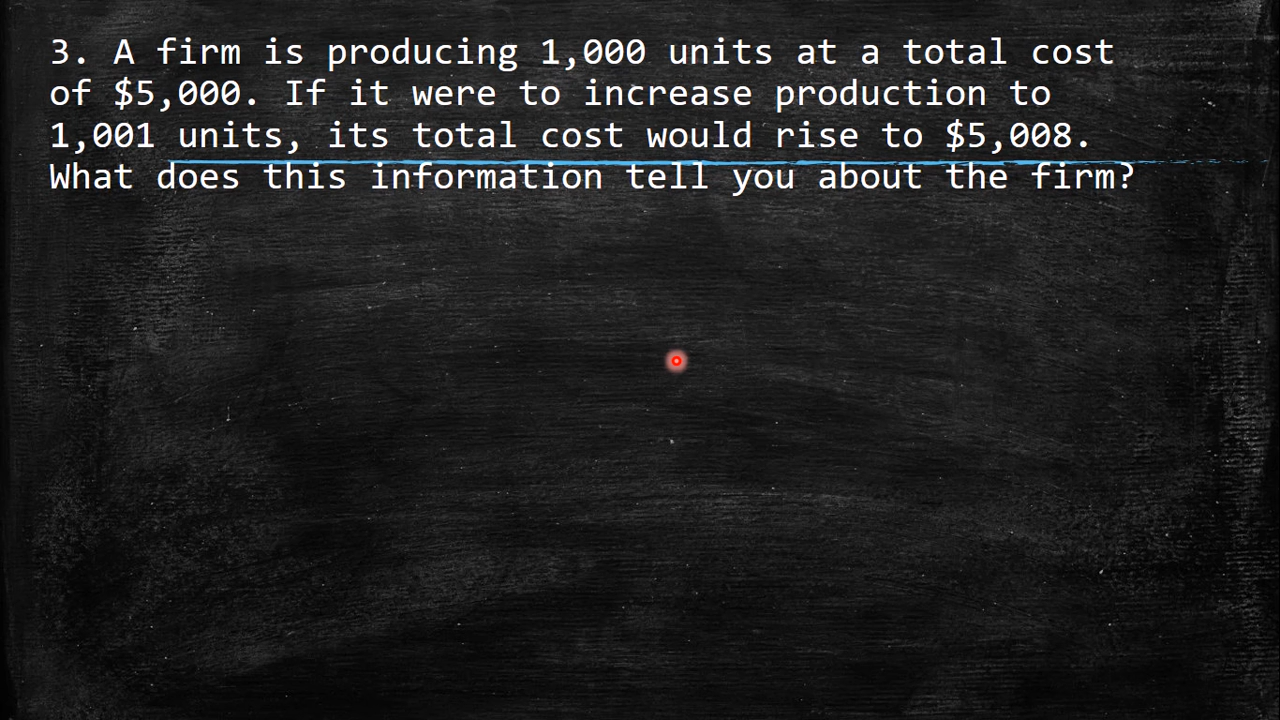 3. A firm is producing 1,000 units at a total cost
of $5,000. If it were to increase production to
1,001 units, its total cost would rise to $5,008.
What does this information tell you about the firm?